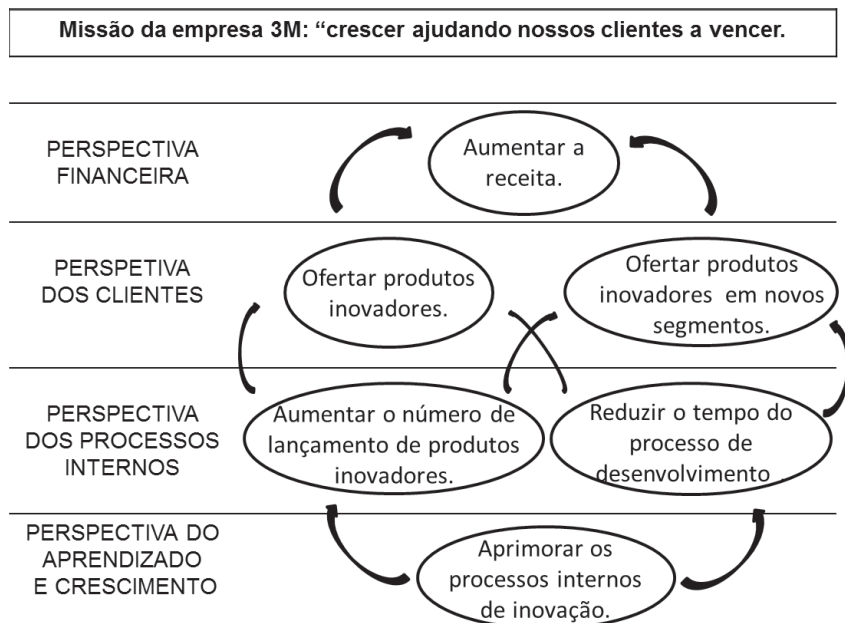 Missão da empresa 3M: “crescer ajudando nossos clientes a vencer.
PERSPECTIVA
FINANCEIRA
Aumentar a
receita.
PERSPETIVA
DOS CLIENTES
Ofertar produtos
inovadores.
Ofertar produtos
inovadores em novos
segmentos.
PERSPECTIVA
DOS PROCESSOS
INTERNOS
Aumentar o número de
lançamento de produtos
inovadores.
Reduzir o tempo do
processo de
desenvolvimento .
PERSPECTIVA DO
APRENDIZADO
E CRESCIMENTO
Aprimorar os
processos internos
de inovação.